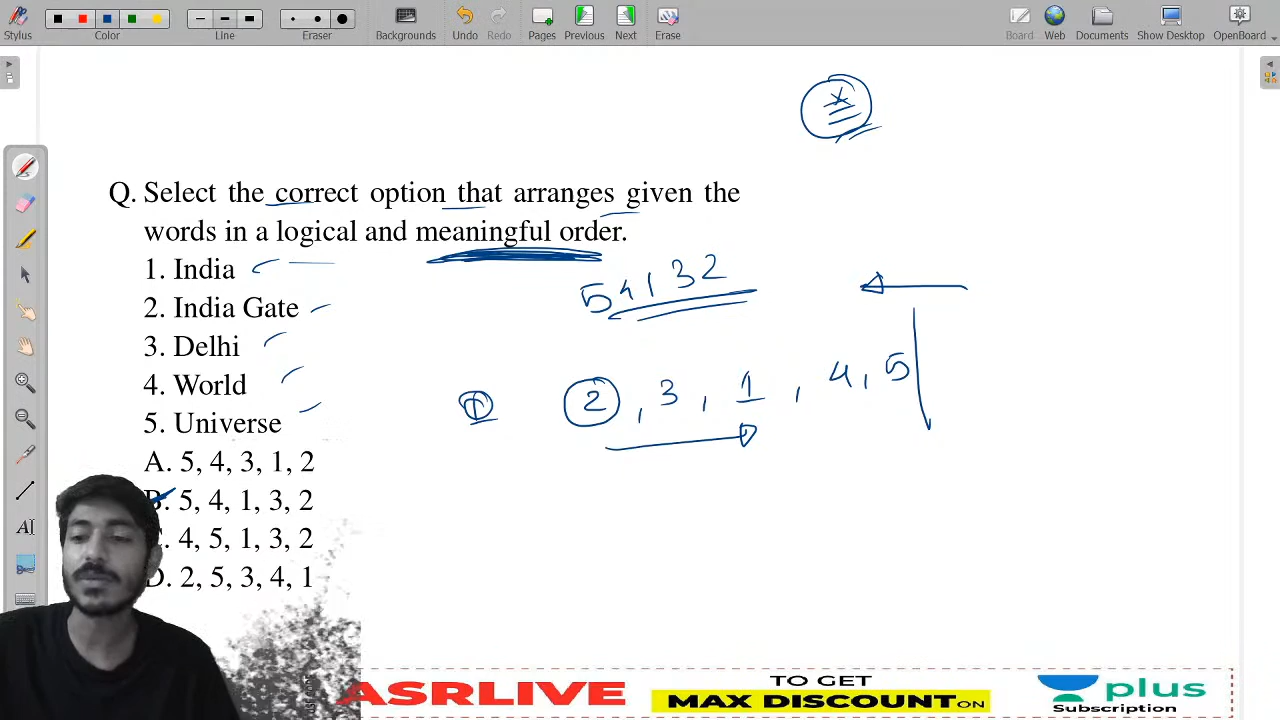 Stylus
Color
Line
Eraser
Backgrounds
Undo
Redo
Pages
Previous
Next
Erase
Board
Web
Documents
Show Desktop
OpenBoard
Q. Select the correct option that arranges given the
words in a logical and meaningful order.
1. India
2. India Gate
3. Delhi
4. World
5. Universe
A. 5, 4, 3, 1, 2
B. 5, 4, 1, 3, 2
C. 4, 5, 1, 3, 2
D. 2, 5, 3, 4, 1
54132
1
2, 3, 1, 4, 5
AI
ASRLIVE
TO GET
MAX DISCOUNT ON
plus
Subscription